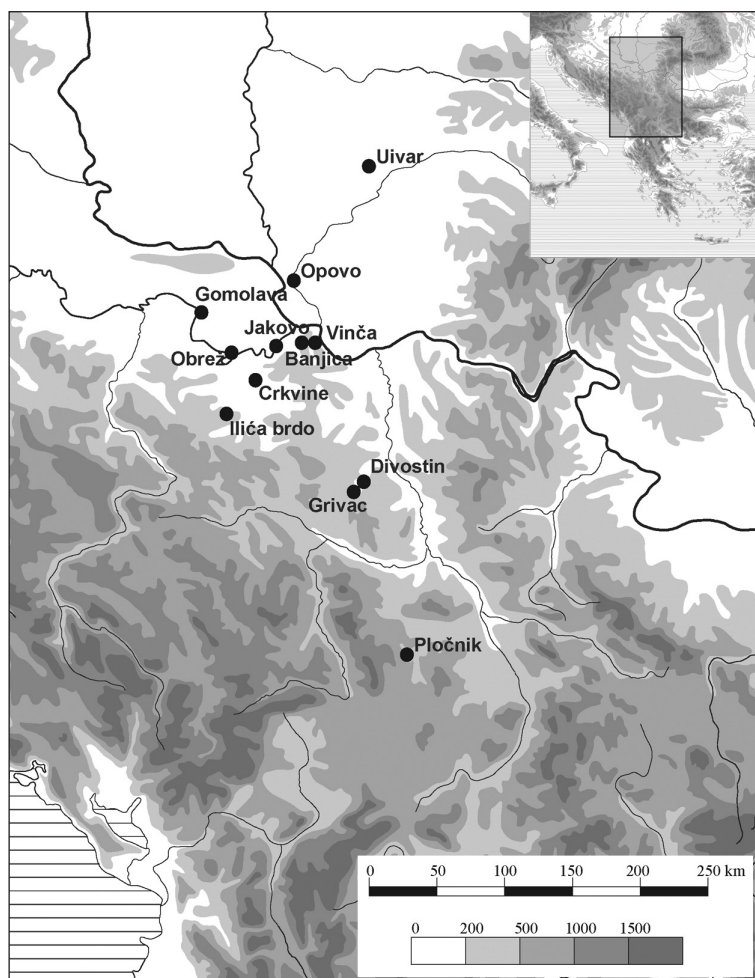 Uivar
Opovo
Gomolava
Jakovo
Vinča
Obrež
Banjica
Crkvine
Ilića brdo
Divostin
Grivac
Pločnik
0 50 100 150 200 250 km
0 200 500 1000 1500